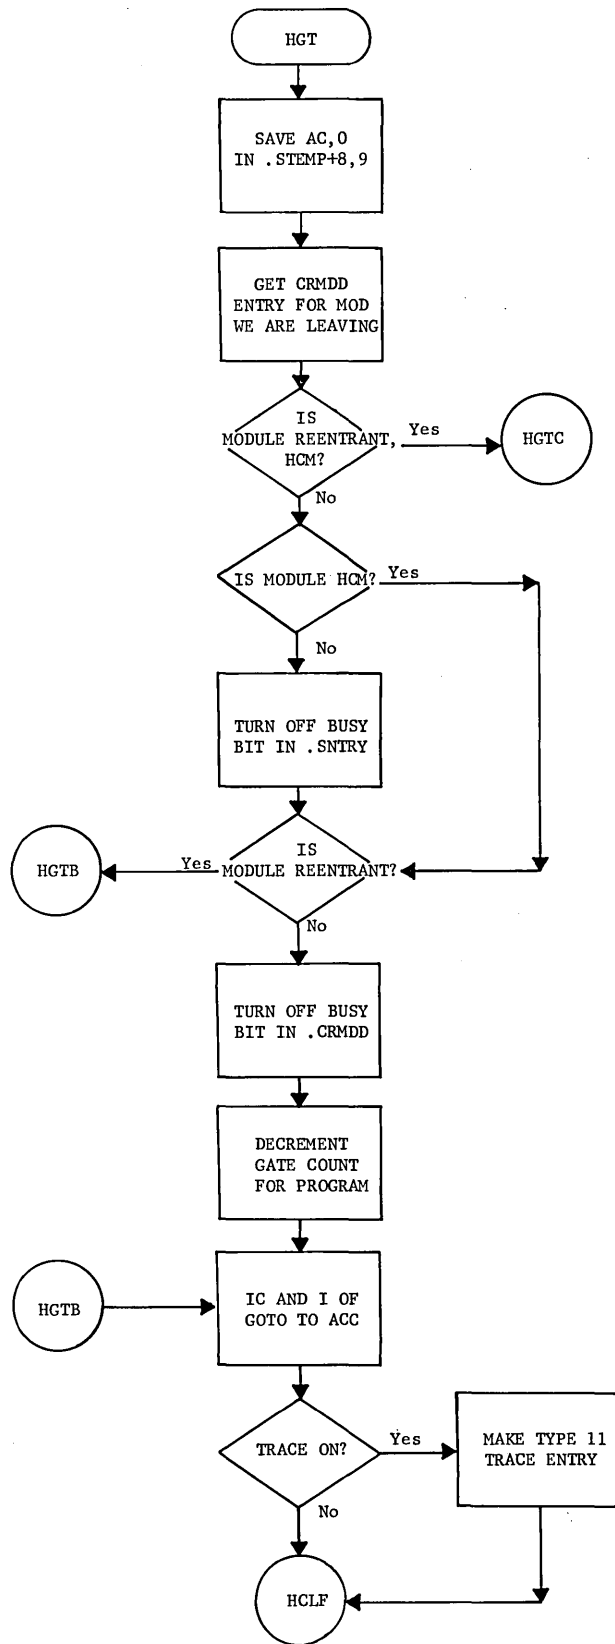 HGT
SAVE AC,0
IN .STEMP+8,9
GET CRMDD
ENTRY FOR MOD
WE ARE LEAVING
IS
MODULE REENTRANT,
HCM?
Yes
HGTC
No
IS MODULE HCM?
Yes
No
TURN OFF BUSY
BIT IN .SNTRY
IS
MODULE REENTRANT?
Yes
HGTB
No
TURN OFF BUSY
BIT IN .CRMDD
DECREMENT
GATE COUNT
FOR PROGRAM
HGTB
IC AND I OF
GOTO TO ACC
TRACE ON?
Yes
MAKE TYPE 11
TRACE ENTRY
No
HCLF